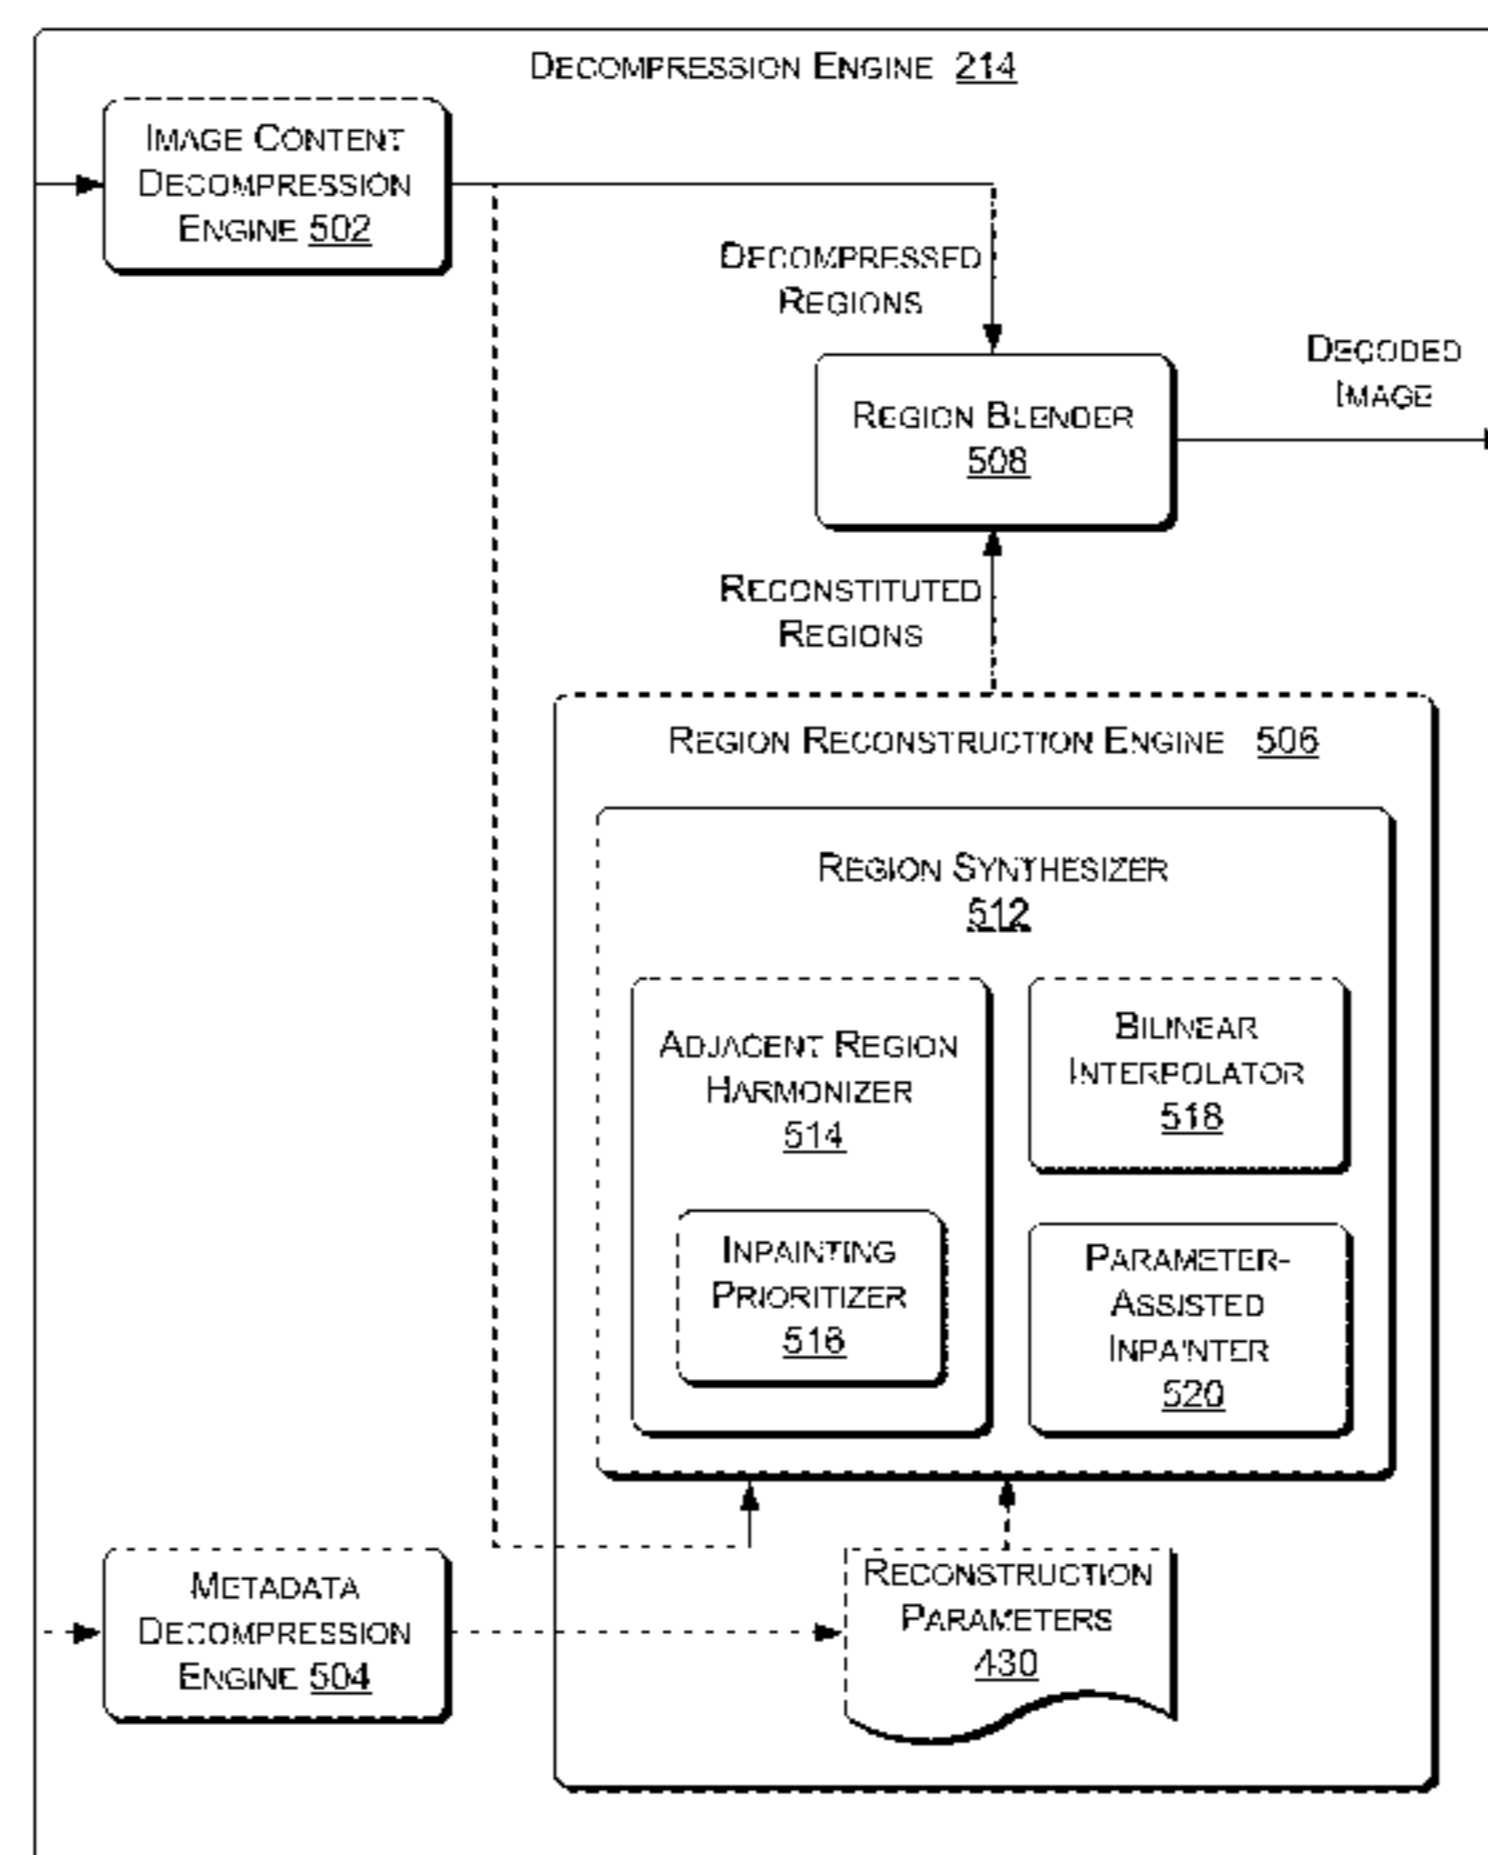 DECOMPRESSION ENGINE 214
IMAGE CONTENT
DECOMPRESSION
ENGINE 502
DECOMPRESSED
REGIONS
DECODED
IMAGE
REGION BLENDER
508
RECONSTITUTED
REGIONS
REGION RECONSTRUCTION ENGINE 506
REGION SYNTHESIZER
512
ADJACENT REGION
HARMONIZER
514
BILINEAR
INTERPOLATOR
518
INPAINTING
PRIORITIZER
516
PARAMETER-
ASSISTED
INPAINTER
520
METADATA
DECOMPRESSION
ENGINE 504
RECONSTRUCTION
PARAMETERS
430